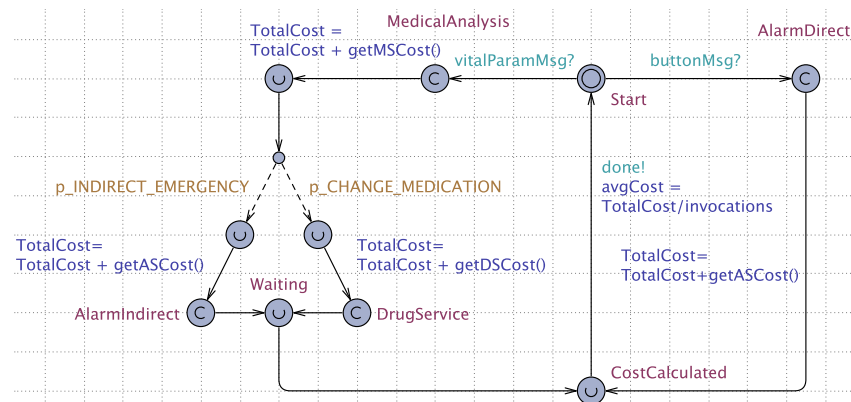 MedicalAnalysis
TotalCost =
TotalCost + getMSCost()
AlarmDirect
vitalParamMsg?
buttonMsg?
C
C
Start
done!
avgCost =
TotalCost/invocations
p_INDIRECT_EMERGENCY
p_CHANGE_MEDICATION
TotalCost=
TotalCost + getASCost()
TotalCost=
TotalCost + getDSCost()
TotalCost=
TotalCost+getASCost()
Waiting
AlarmIndirect
C
C
DrugService
CostCalculated